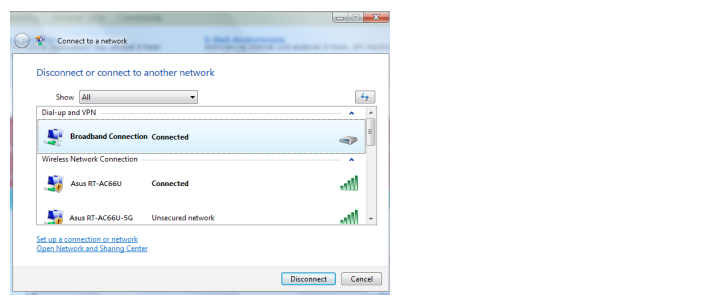 Connect to a network
Disconnect or connect to another network
Show All
Dial-up and VPN
Broadband Connection Connected
Wireless Network Connection
Asus RT-AC66U Connected
Asus RT-AC66U-5G Unsecured network
Set up a connection or network
Open Network and Sharing Center
Disconnect Cancel